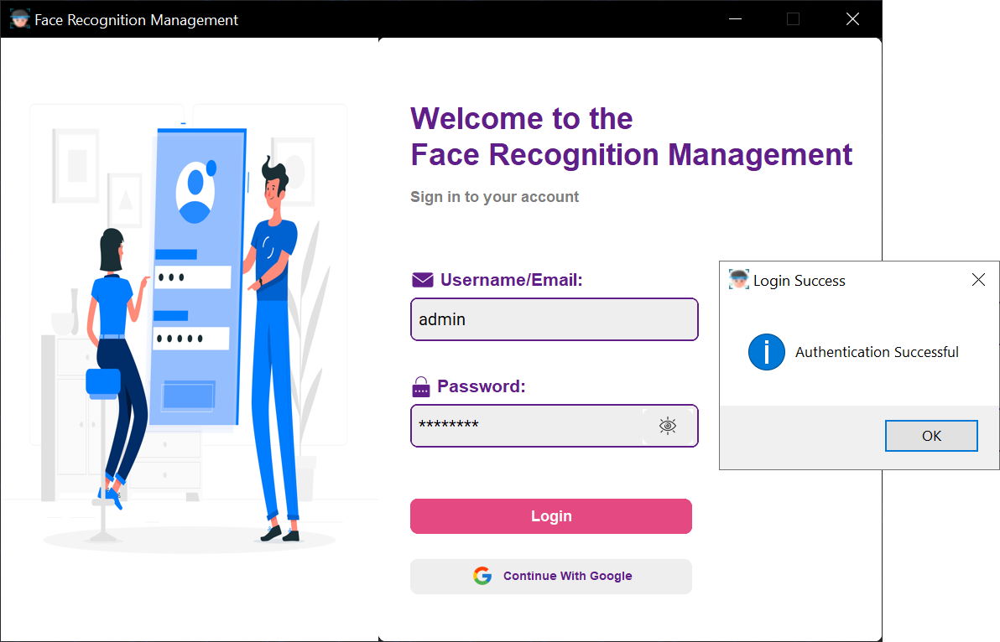 Face Recognition Management
Welcome to the
Face Recognition Management
Sign in to your account
Username/Email:
admin
Password:
********
Login
Continue With Google
Login Success
Authentication Successful
OK